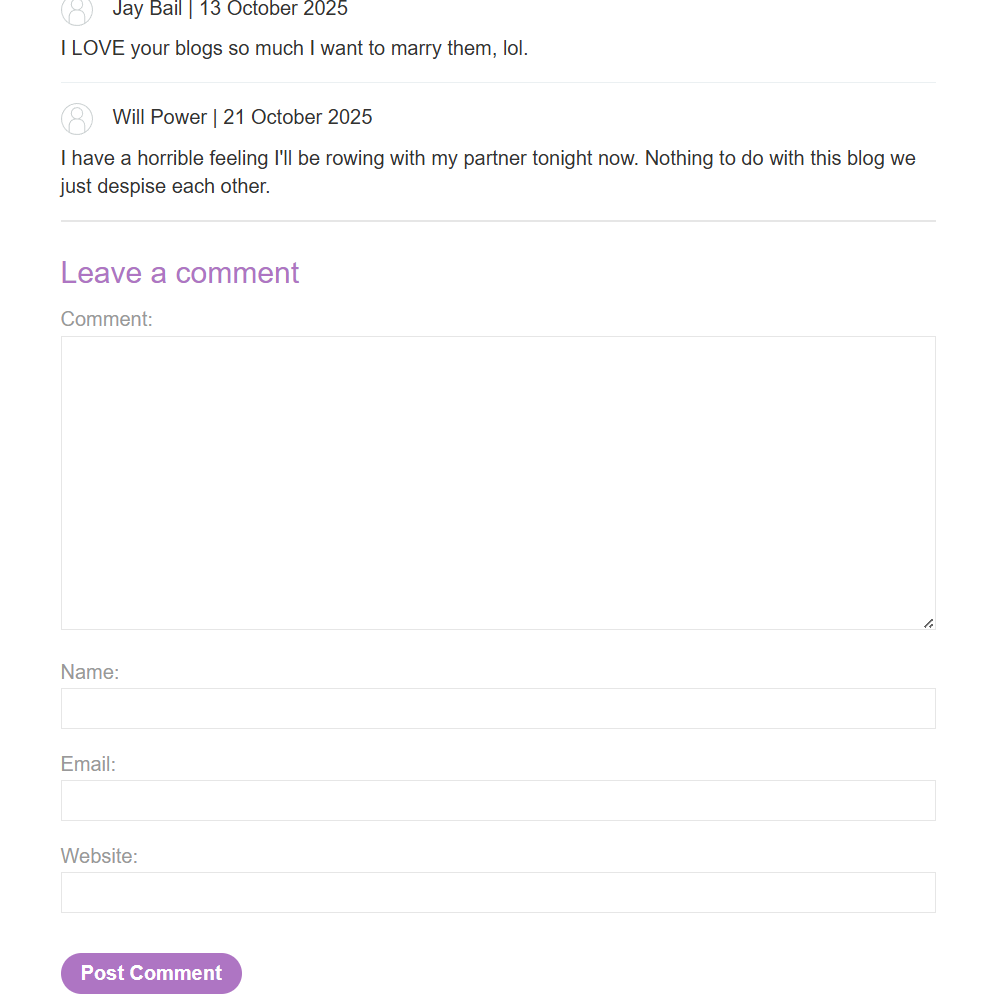 Jay Bail | 13 October 2025
I LOVE your blogs so much I want to marry them, lol.
Will Power | 21 October 2025
I have a horrible feeling I'll be rowing with my partner tonight now. Nothing to do with this blog we
just despise each other.
Leave a comment
Comment:
Name:
Email:
Website:
Post Comment